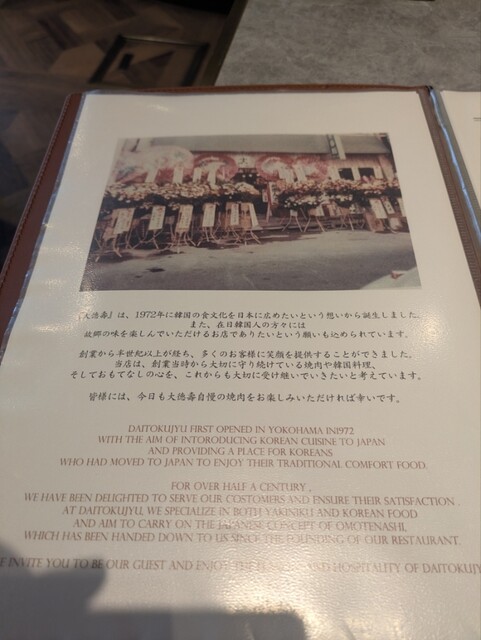 『大徳壽』は、1972年に韓国の食文化を日本に広めたいという想いから誕生しました。
また、在日韓国人の方々には
故郷の味を楽しんでいただけるお店でありたいという願いも込められています。
創業から半世紀以上が経ち、多くのお客様に笑顔を提供することができました。
当店は、創業当時から大切に守り続けている焼肉や韓国料理、
そしておもてなしの心を、これからも大切に受け継いでいきたいと考えています。
皆様には、今日も大徳壽自慢の焼肉をお楽しみいただければ幸いです。
DAITOKUJYU FIRST OPENED IN YOKOHAMA IN1972
WITH THE AIM OF INTORODUCING KOREAN CUISINE TO JAPAN
AND PROVIDING A PLACE FOR KOREANS
WHO HAD MOVED TO JAPAN TO ENJOY THEIR TRADITIONAL COMFORT FOOD.
FOR OVER HALF A CENTURY ,
WE HAVE BEEN DELIGHTED TO SERVE OUR COSTOMERS AND ENSURE THEIR SATISFACTION .
AT DAITOKUJYU, WE SPECIALIZE IN BOTH YAKINIKU AND KOREAN FOOD
AND AIM TO CARRY ON THE JAPANESE CONCEPT OF OMOTENASHI,
WHICH HAS BEEN HANDED DOWN TO US SINCE THE FOUNDING OF OUR RESTAURANT.
INVITE YOU TO BE OUR GUEST AND ENJOY THE AND HOSPITALITY OF DAITOKUJY